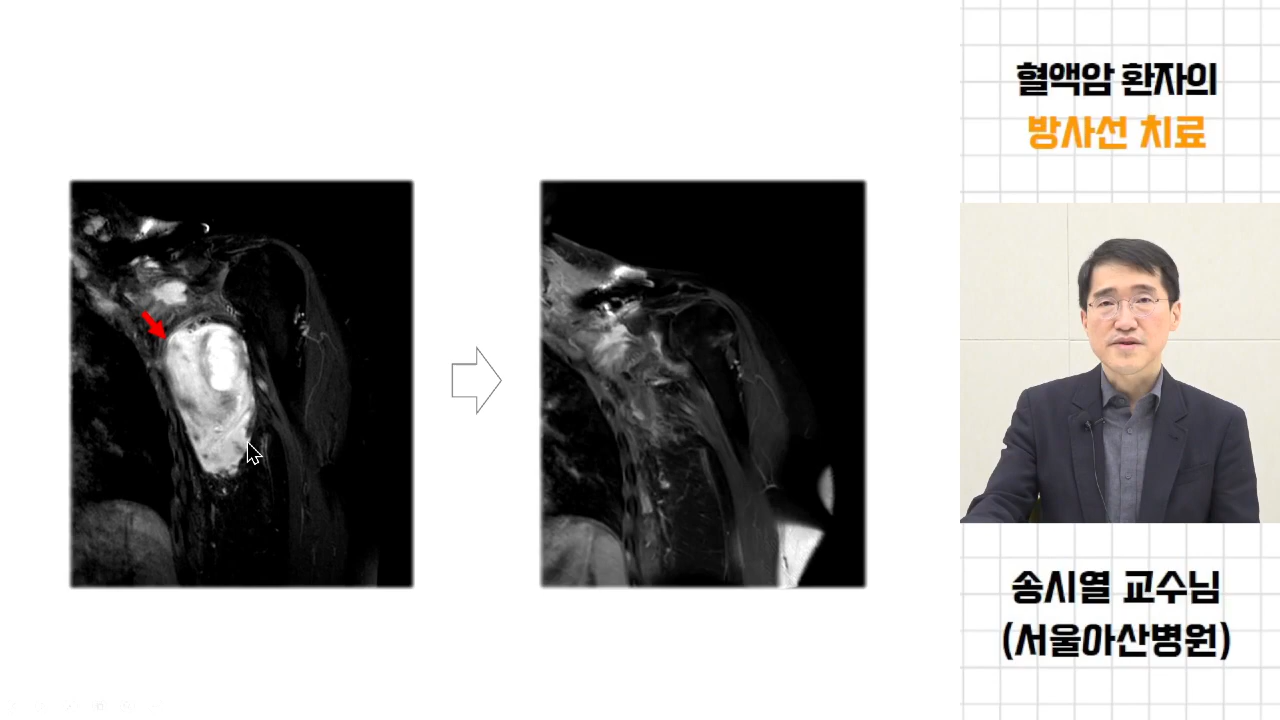 혈액암 환자의
방사선 치료
송시열 교수님
(서울아산병원)